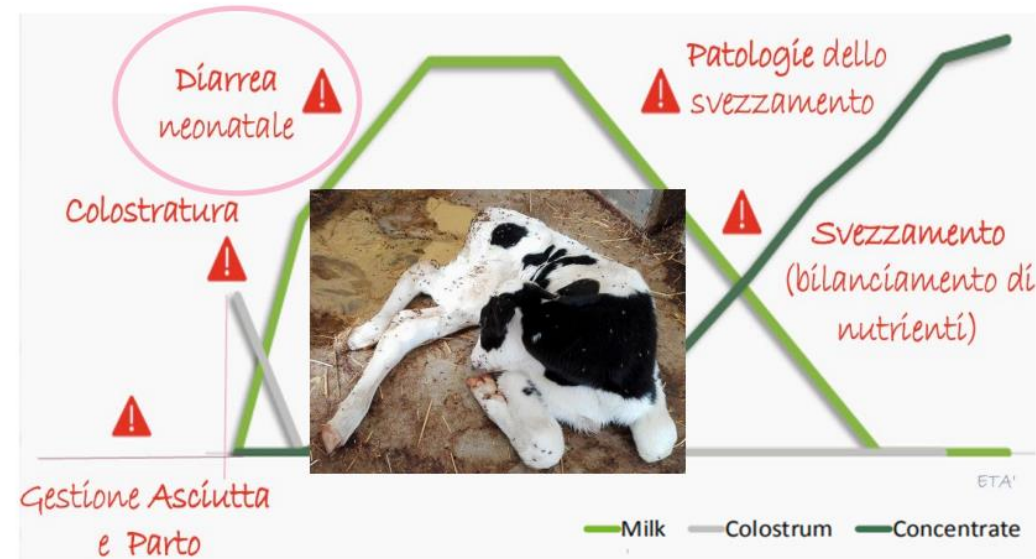 Diarrea
neonatale
Patologie dello
svezzamento
Colostratura
Svezzamento
(bilanciamento di
nutrienti)
Gestione Asciutta
e Parto
ETA'
Milk
Colostrum
Concentrate